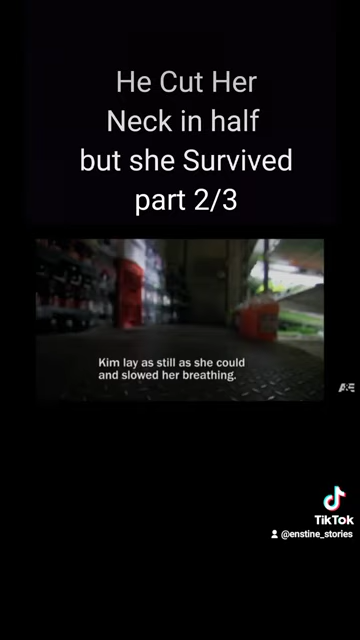 He Cut Her
Neck in half
but she Survived
part 2/3
Kim lay as still as she could
and slowed her breathing.
A&E
TikTok
@enstine_stories